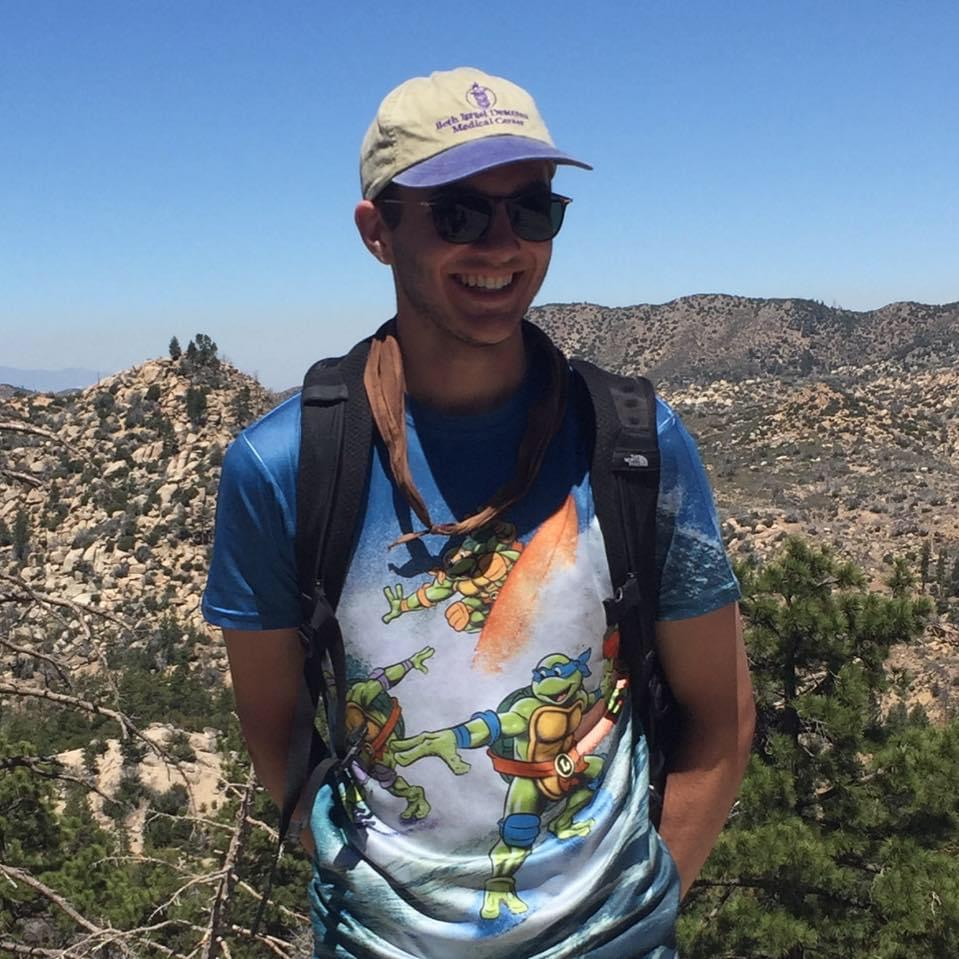 Beth Israel Deaconess
Medical Center
THE
NORTH
FACE
L